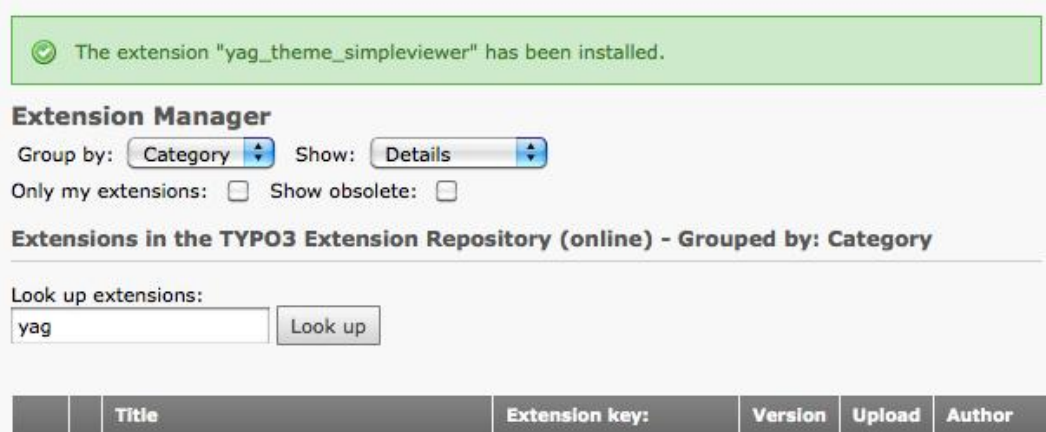 The extension "yag_theme_simpleviewer" has been installed.
Extension Manager
Group by: Category Show: Details
Only my extensions: Show obsolete:
Extensions in the TYPO3 Extension Repository (online) - Grouped by: Category
Look up extensions:
yag Look up
Title Extension key: Version Upload Author